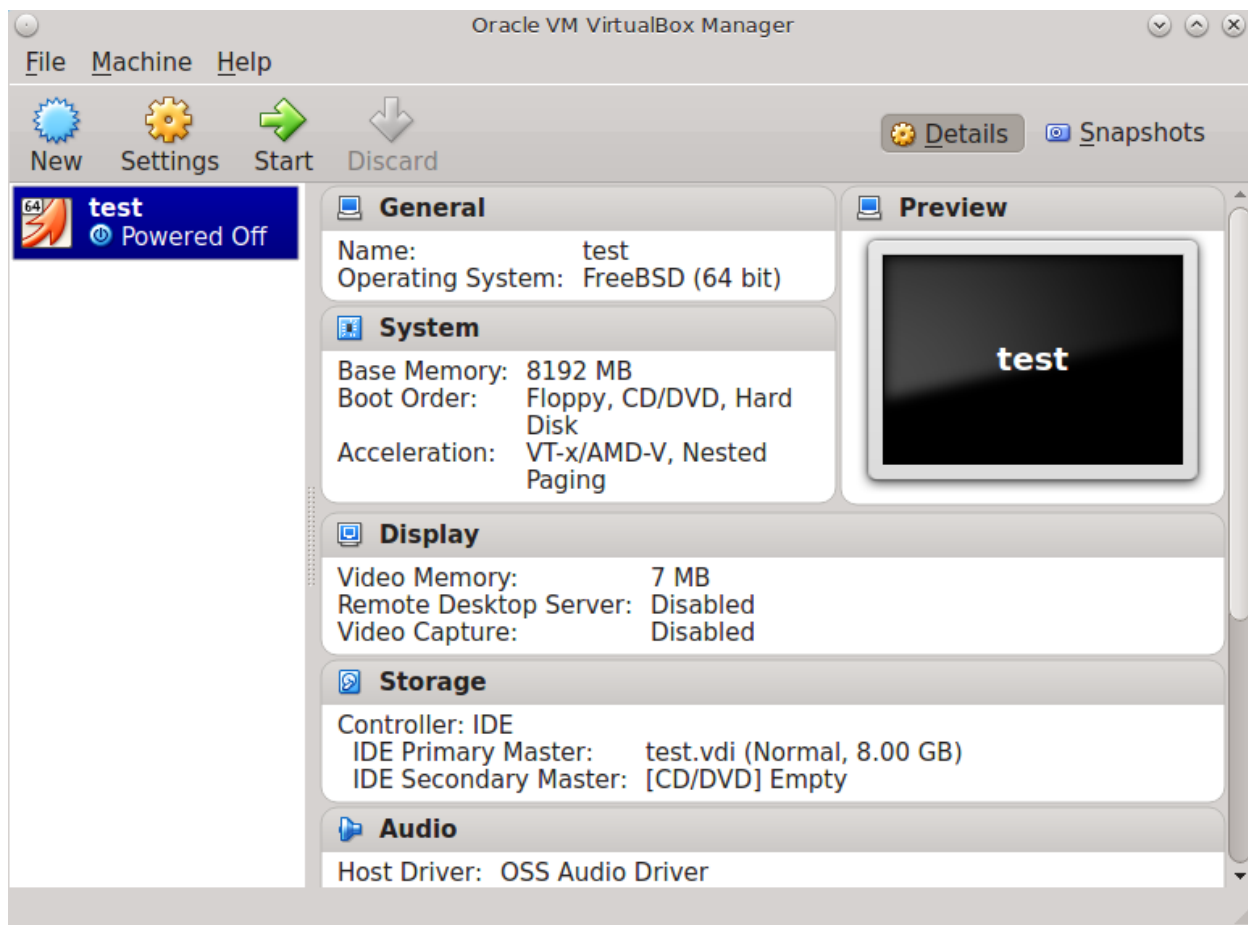 Oracle VM VirtualBox Manager
File Machine Help
New Settings Start Discard
Details Snapshots
64
test
Powered Off
General
Name: test
Operating System: FreeBSD (64 bit)
System
Base Memory: 8192 MB
Boot Order: Floppy, CD/DVD, Hard
Disk
Acceleration: VT-x/AMD-V, Nested
Paging
Preview
test
Display
Video Memory: 7 MB
Remote Desktop Server: Disabled
Video Capture: Disabled
Storage
Controller: IDE
IDE Primary Master: test.vdi (Normal, 8.00 GB)
IDE Secondary Master: [CD/DVD] Empty
Audio
Host Driver: OSS Audio Driver